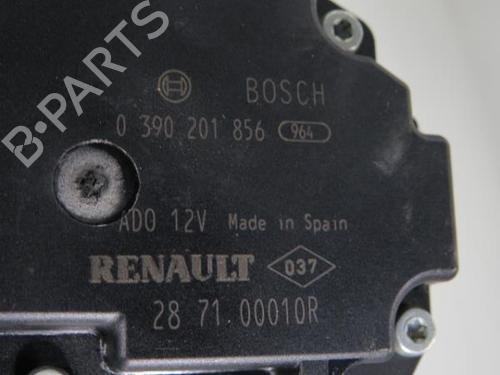 B-PARTS
BOSCH
0 390 201 856 964
ADO 12V Made in Spain
RENAULT 037
28 71.00010R